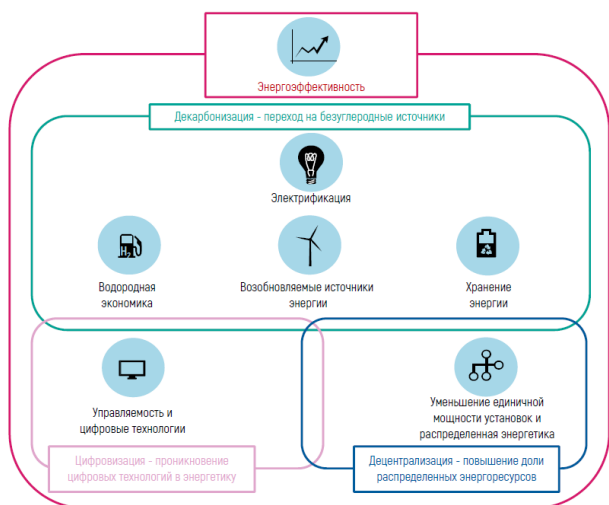 Энергоэффективность
Декарбонизация - переход на безуглеродные источники
Электрификация
H₂
Водородная
экономика
Возобновляемые источники
энергии
Хранение
энергии
Управляемость и
цифровые технологии
Уменьшение единичной
мощности установок и
распределенная энергетика
Цифровизация - проникновение
цифровых технологий в энергетику
Децентрализация - повышение доли
распределенных энергоресурсов